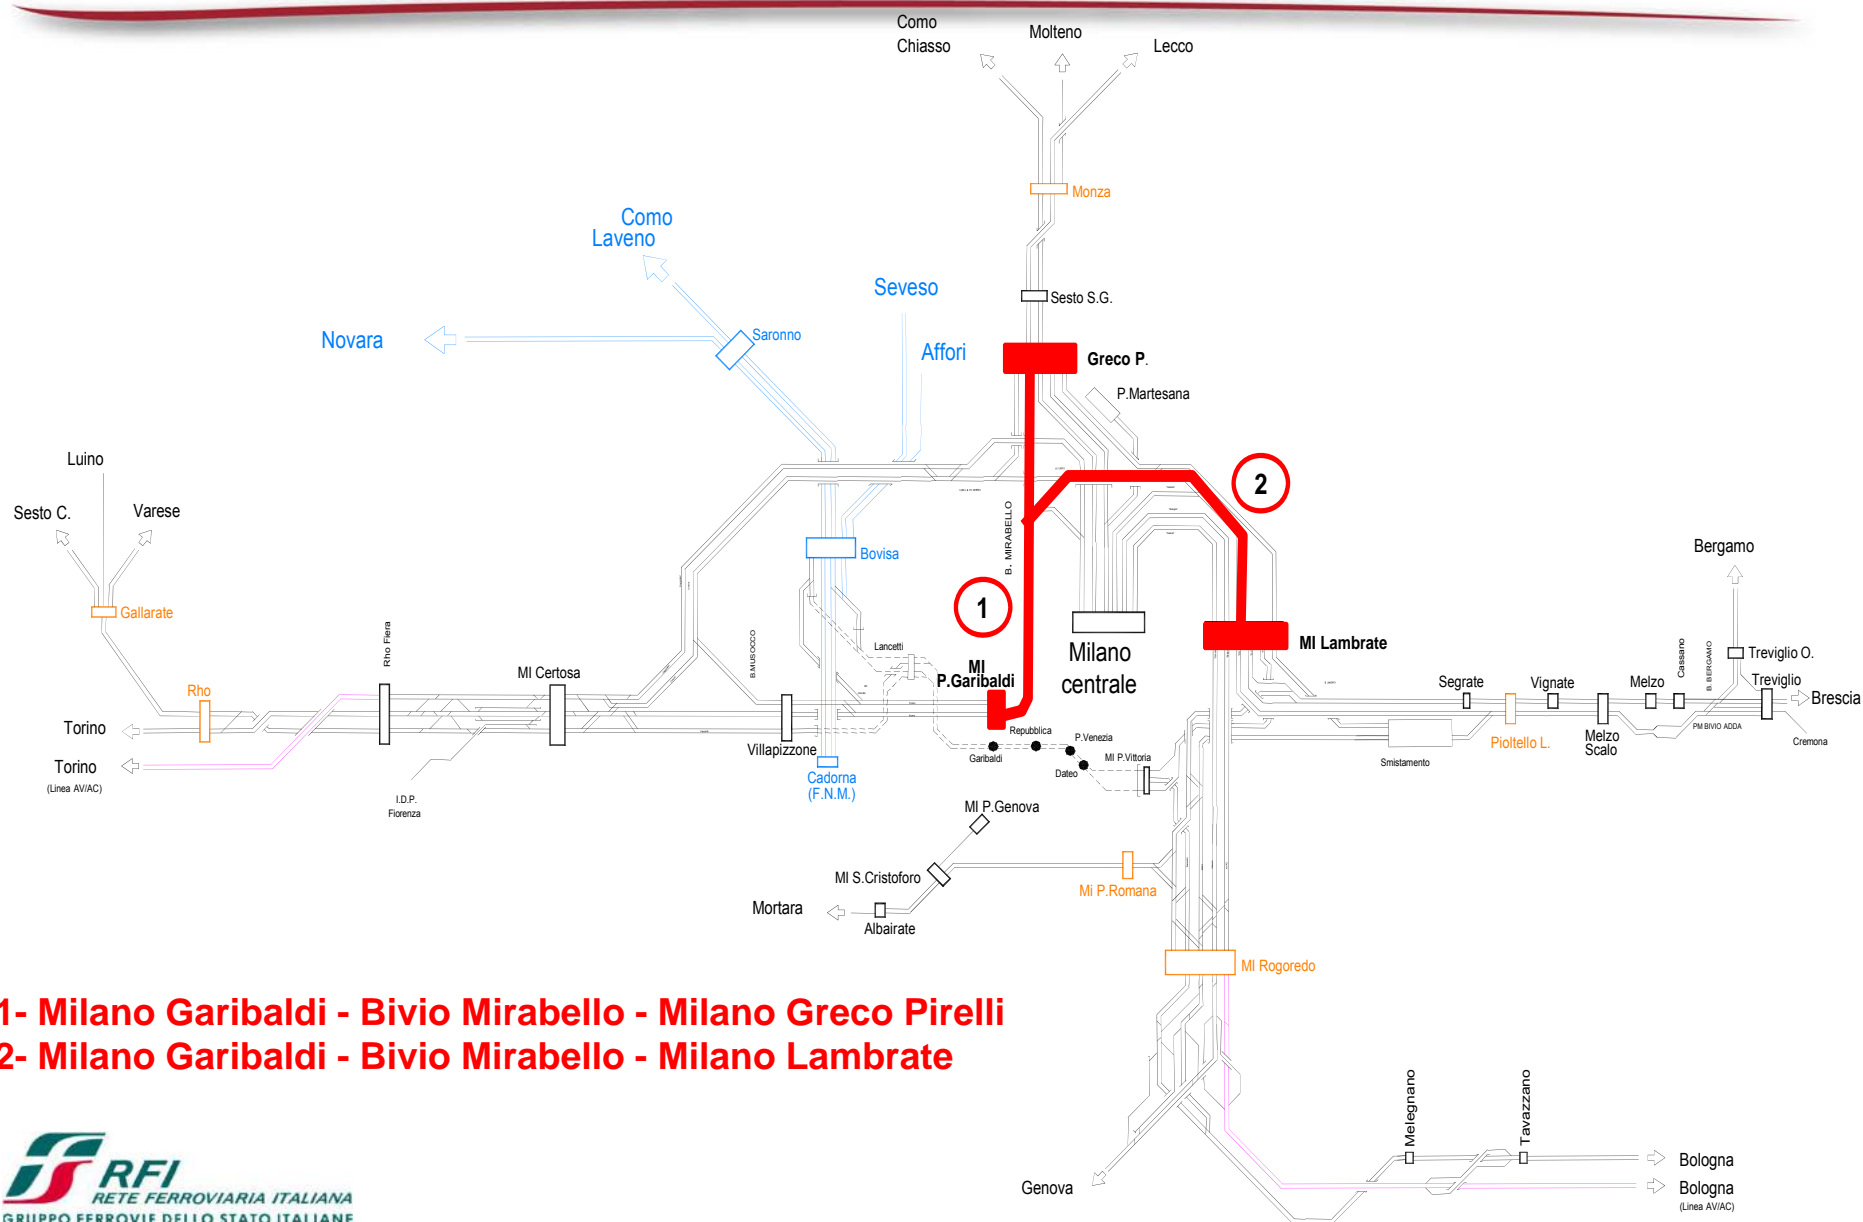 Como
Chiasso
Molteno
Lecco
Monza
Como
Laveno
Seveso
Sesto S.G.
Novara
Saronno
Affori
Greco P.
P.Martesana
Luino
2
Sesto C.
Varese
B. MIRABELLO
Bovisa
Bergamo
1
Gallarate
Rho Fiera
B.MUSOCCO
Lancetti
MI
P.Garibaldi
Milano
centrale
MI Lambrate
Cassano
B. BERGAMO
Treviglio O.
MI Certosa
Rho
Segrate
Vignate
Melzo
Treviglio
Brescia
Torino
Villapizzone
Repubblica
P.Venezia
Garibaldi
Dateo
MI P.Vittoria
Pioltello L.
Melzo
Scalo
PM BIVIO ADDA
Cremona
Smistamento
Torino
(Linea AV/AC)
Cadorna
(F.N.M.)
I.D.P.
Fiorenza
MI P.Genova
MI S.Cristoforo
Mi P.Romana
Mortara
Albairate
MI Rogoredo
1- Milano Garibaldi - Bivio Mirabello - Milano Greco Pirelli
2- Milano Garibaldi - Bivio Mirabello - Milano Lambrate
Melegnano
Tavazzano
Bologna
Genova
Bologna
(Linea AV/AC)
RFI
RETE FERROVIARIA ITALIANA
GRUPPO FERROVIE DELLO STATO ITALIANE